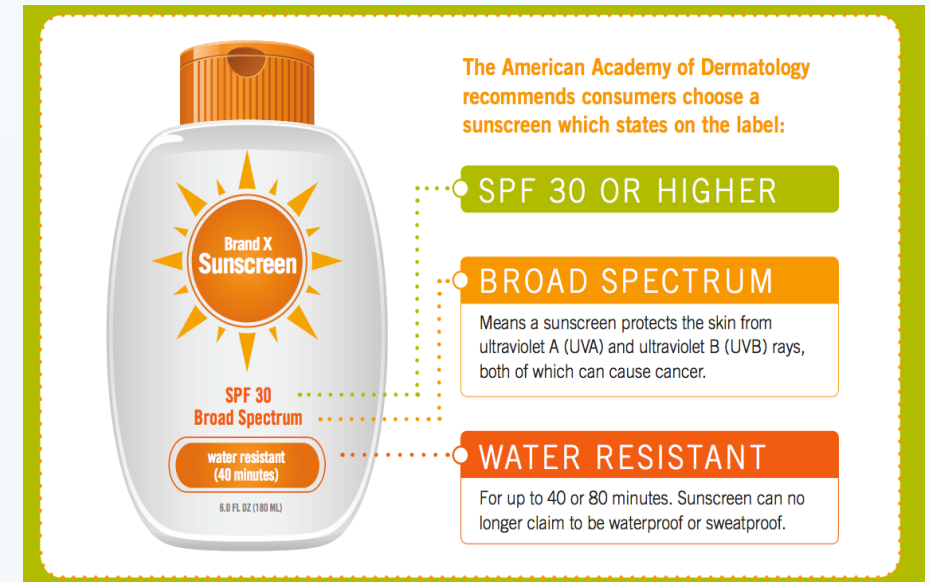 The American Academy of Dermatology
recommends consumers choose a
sunscreen which states on the label:
SPF 30 OR HIGHER
BROAD SPECTRUM
Means a sunscreen protects the skin from
ultraviolet A (UVA) and ultraviolet B (UVB) rays,
both of which can cause cancer.
WATER RESISTANT
For up to 40 or 80 minutes. Sunscreen can no
longer claim to be waterproof or sweatproof.
Brand X
Sunscreen
SPF 30
Broad Spectrum
water resistant
(40 minutes)
6.0 FL OZ (180 ML)